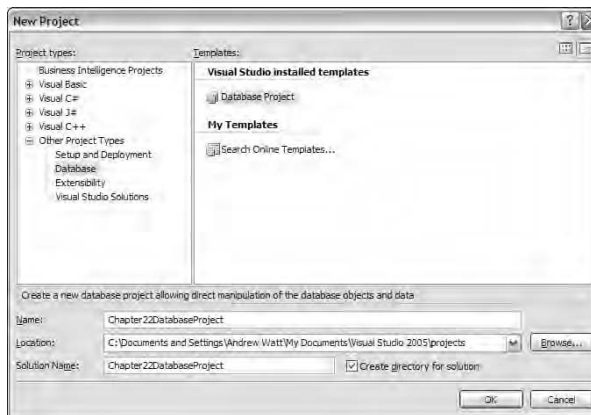 New Project
Project types:
Templates:
Business Intelligence Projects
Visual Basic
Visual C#
Visual J#
Visual C++
Other Project Types
Setup and Deployment
Database
Extensibility
Visual Studio Solutions
Visual Studio installed templates
Database Project
My Templates
Search Online Templates...
Create a new database project allowing direct manipulation of the database objects and data
Name:
Chapter22DatabaseProject
Location:
C:\Documents and Settings\Andrew Watt\My Documents\Visual Studio 2005\projects
Browse...
Solution Name:
Chapter22DatabaseProject
Create directory for solution
OK
Cancel